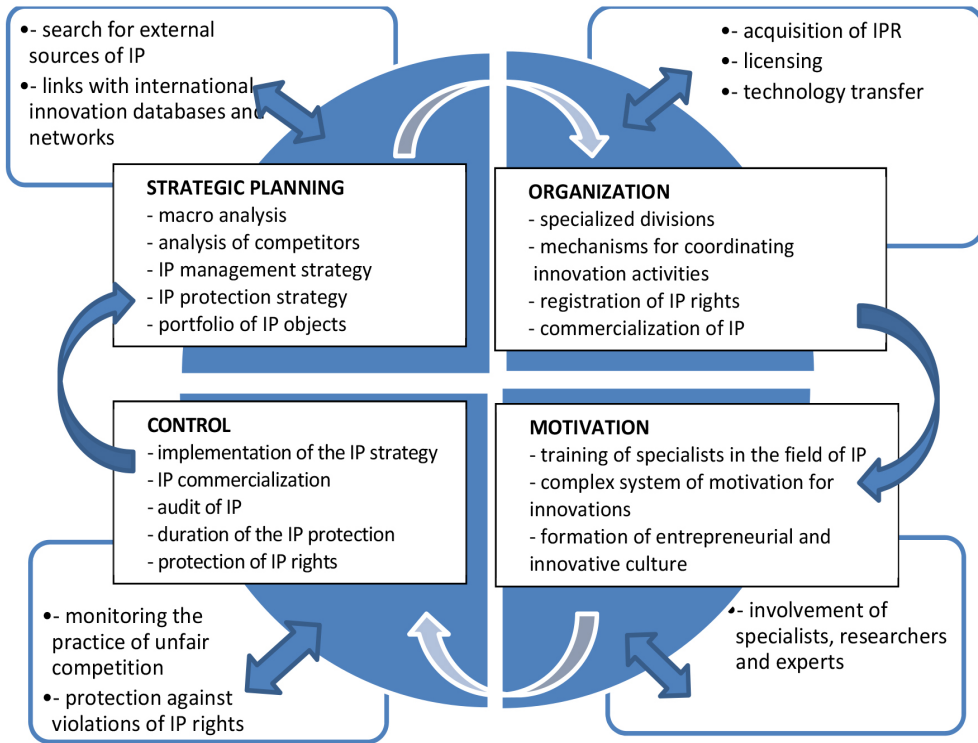 •- search for external
sources of IP
•- links with international
innovation databases and
networks
•- acquisition of IPR
•- licensing
•- technology transfer
STRATEGIC PLANNING
- macro analysis
- analysis of competitors
- IP management strategy
- IP protection strategy
- portfolio of IP objects
ORGANIZATION
- specialized divisions
- mechanisms for coordinating
innovation activities
- registration of IP rights
- commercialization of IP
CONTROL
- implementation of the IP strategy
- IP commercialization
- audit of IP
- duration of the IP protection
- protection of IP rights
MOTIVATION
- training of specialists in the field of IP
- complex system of motivation for
innovations
- formation of entrepreneurial and
innovative culture
•- monitoring the
practice of unfair
competition
•- protection against
violations of IP rights
•- involvement of
specialists, researchers
and experts